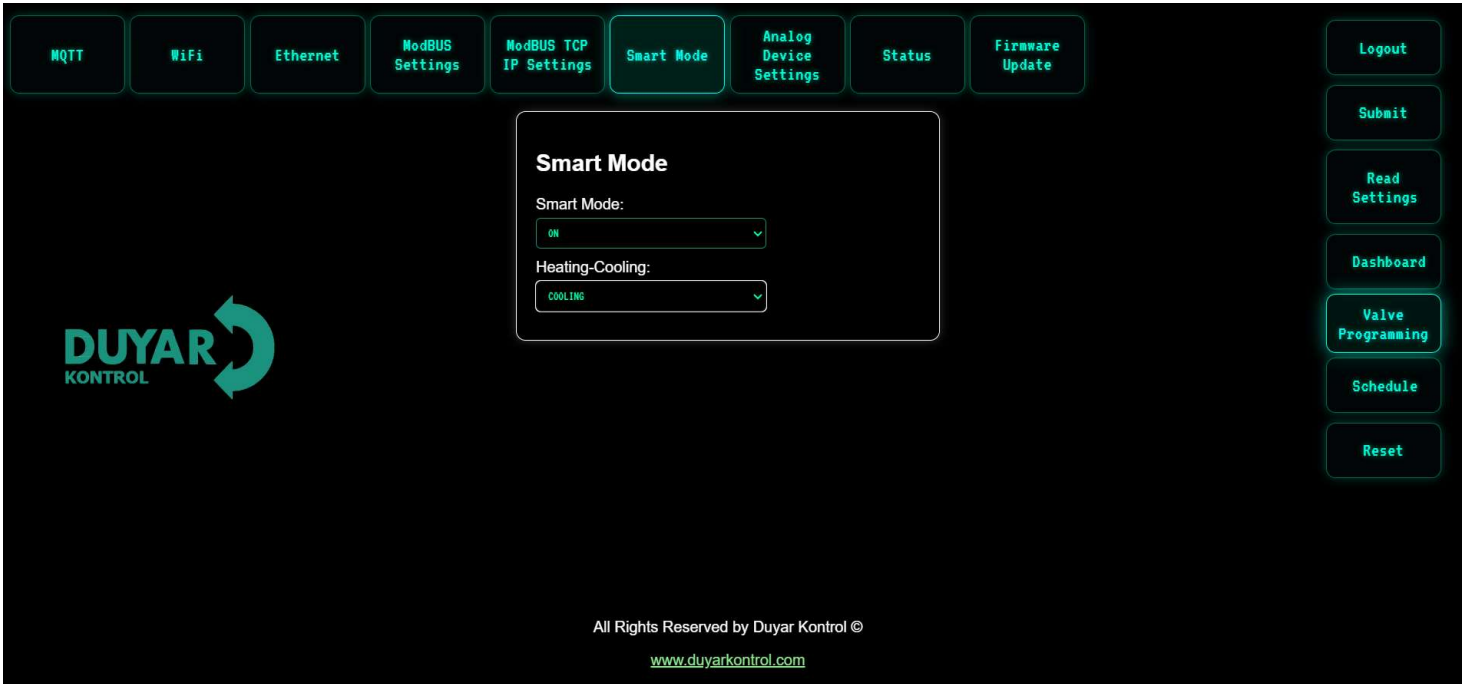 MQTT
WiFi
Ethernet
ModBUS
Settings
ModBUS TCP
IP Settings
Smart Mode
Analog
Device
Settings
Status
Firmware
Update
Logout
Submit
Read
Settings
Dashboard
Valve
Programming
Schedule
Reset
Smart Mode
Smart Mode:
ON
Heating-Cooling:
COOLING
DUYAR
KONTROL
All Rights Reserved by Duyar Kontrol ©
www.duyarkontrol.com